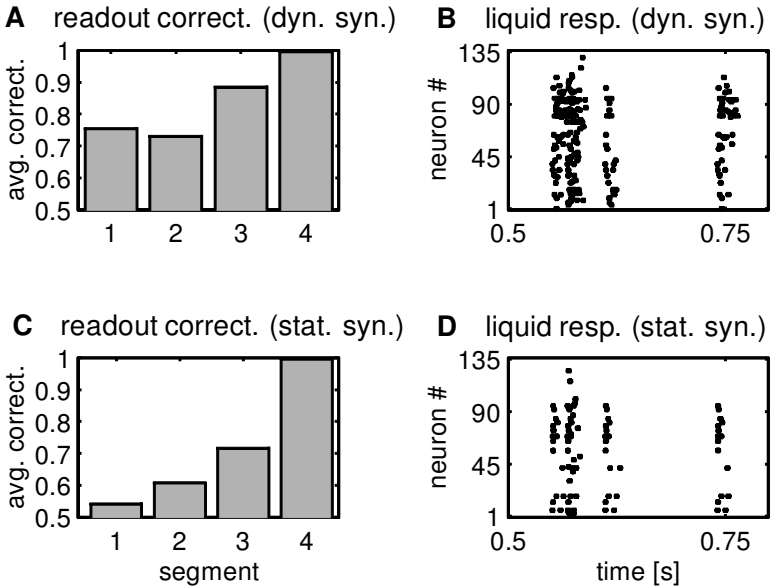 A readout correct. (dyn. syn.)
avg. correct.
1
0.9
0.8
0.7
0.6
0.5
1 2 3 4
B liquid resp. (dyn. syn.)
neuron #
135
90
45
1
0.5 0.75
C readout correct. (stat. syn.)
avg. correct.
1
0.9
0.8
0.7
0.6
0.5
1 2 3 4
segment
D liquid resp. (stat. syn.)
neuron #
135
90
45
1
0.5 0.75
time [s]